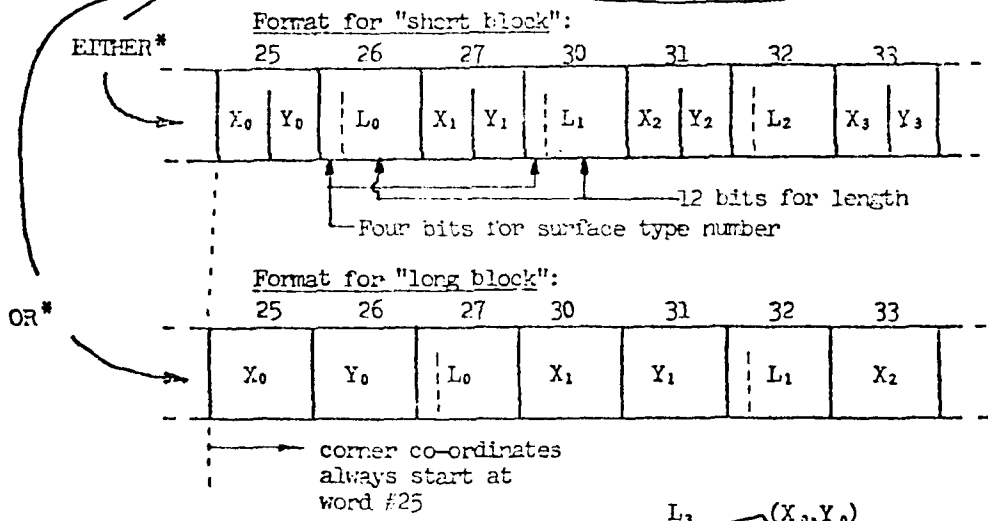 Format for "short block":
EITHER*
25 26 27 30 31 32 33
X₀ Y₀ L₀ X₁ Y₁ L₁ X₂ Y₂ L₂ X₃ Y₃
12 bits for length
Four bits for surface type number
Format for "long block":
25 26 27 30 31 32 33
OR*
X₀ Y₀ L₀ X₁ Y₁ L₁ X₂
corner co-ordinates
always start at
word #25
L₃